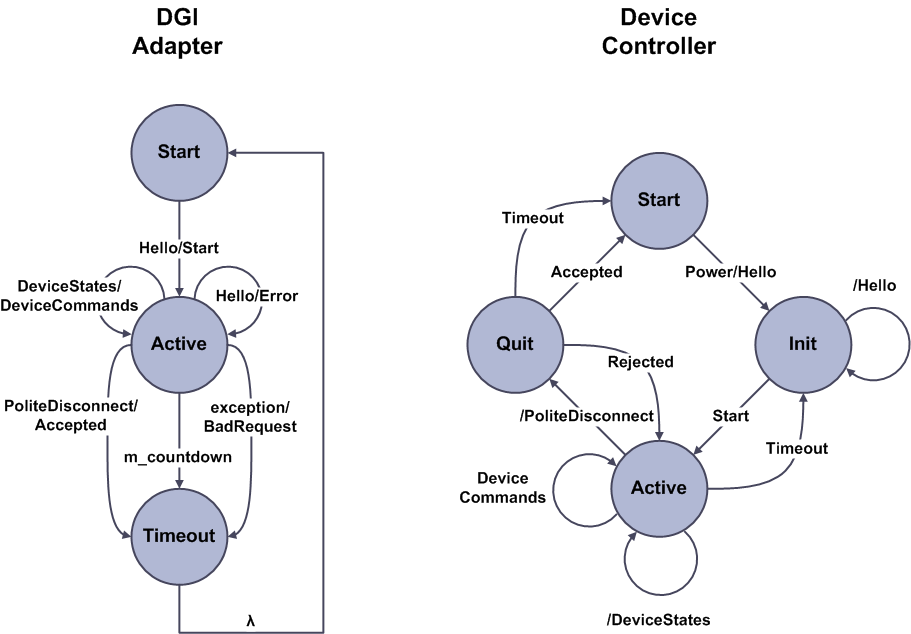 DGI
Adapter
Start
Hello/Start
DeviceStates/
DeviceCommands
Hello/Error
Active
PoliteDisconnect/
Accepted
exception/
BadRequest
m_countdown
Timeout
λ
Device
Controller
Start
Timeout
Accepted
Power/Hello
/Hello
Quit
Init
Rejected
/PoliteDisconnect
Start
Timeout
Device
Commands
Active
/DeviceStates